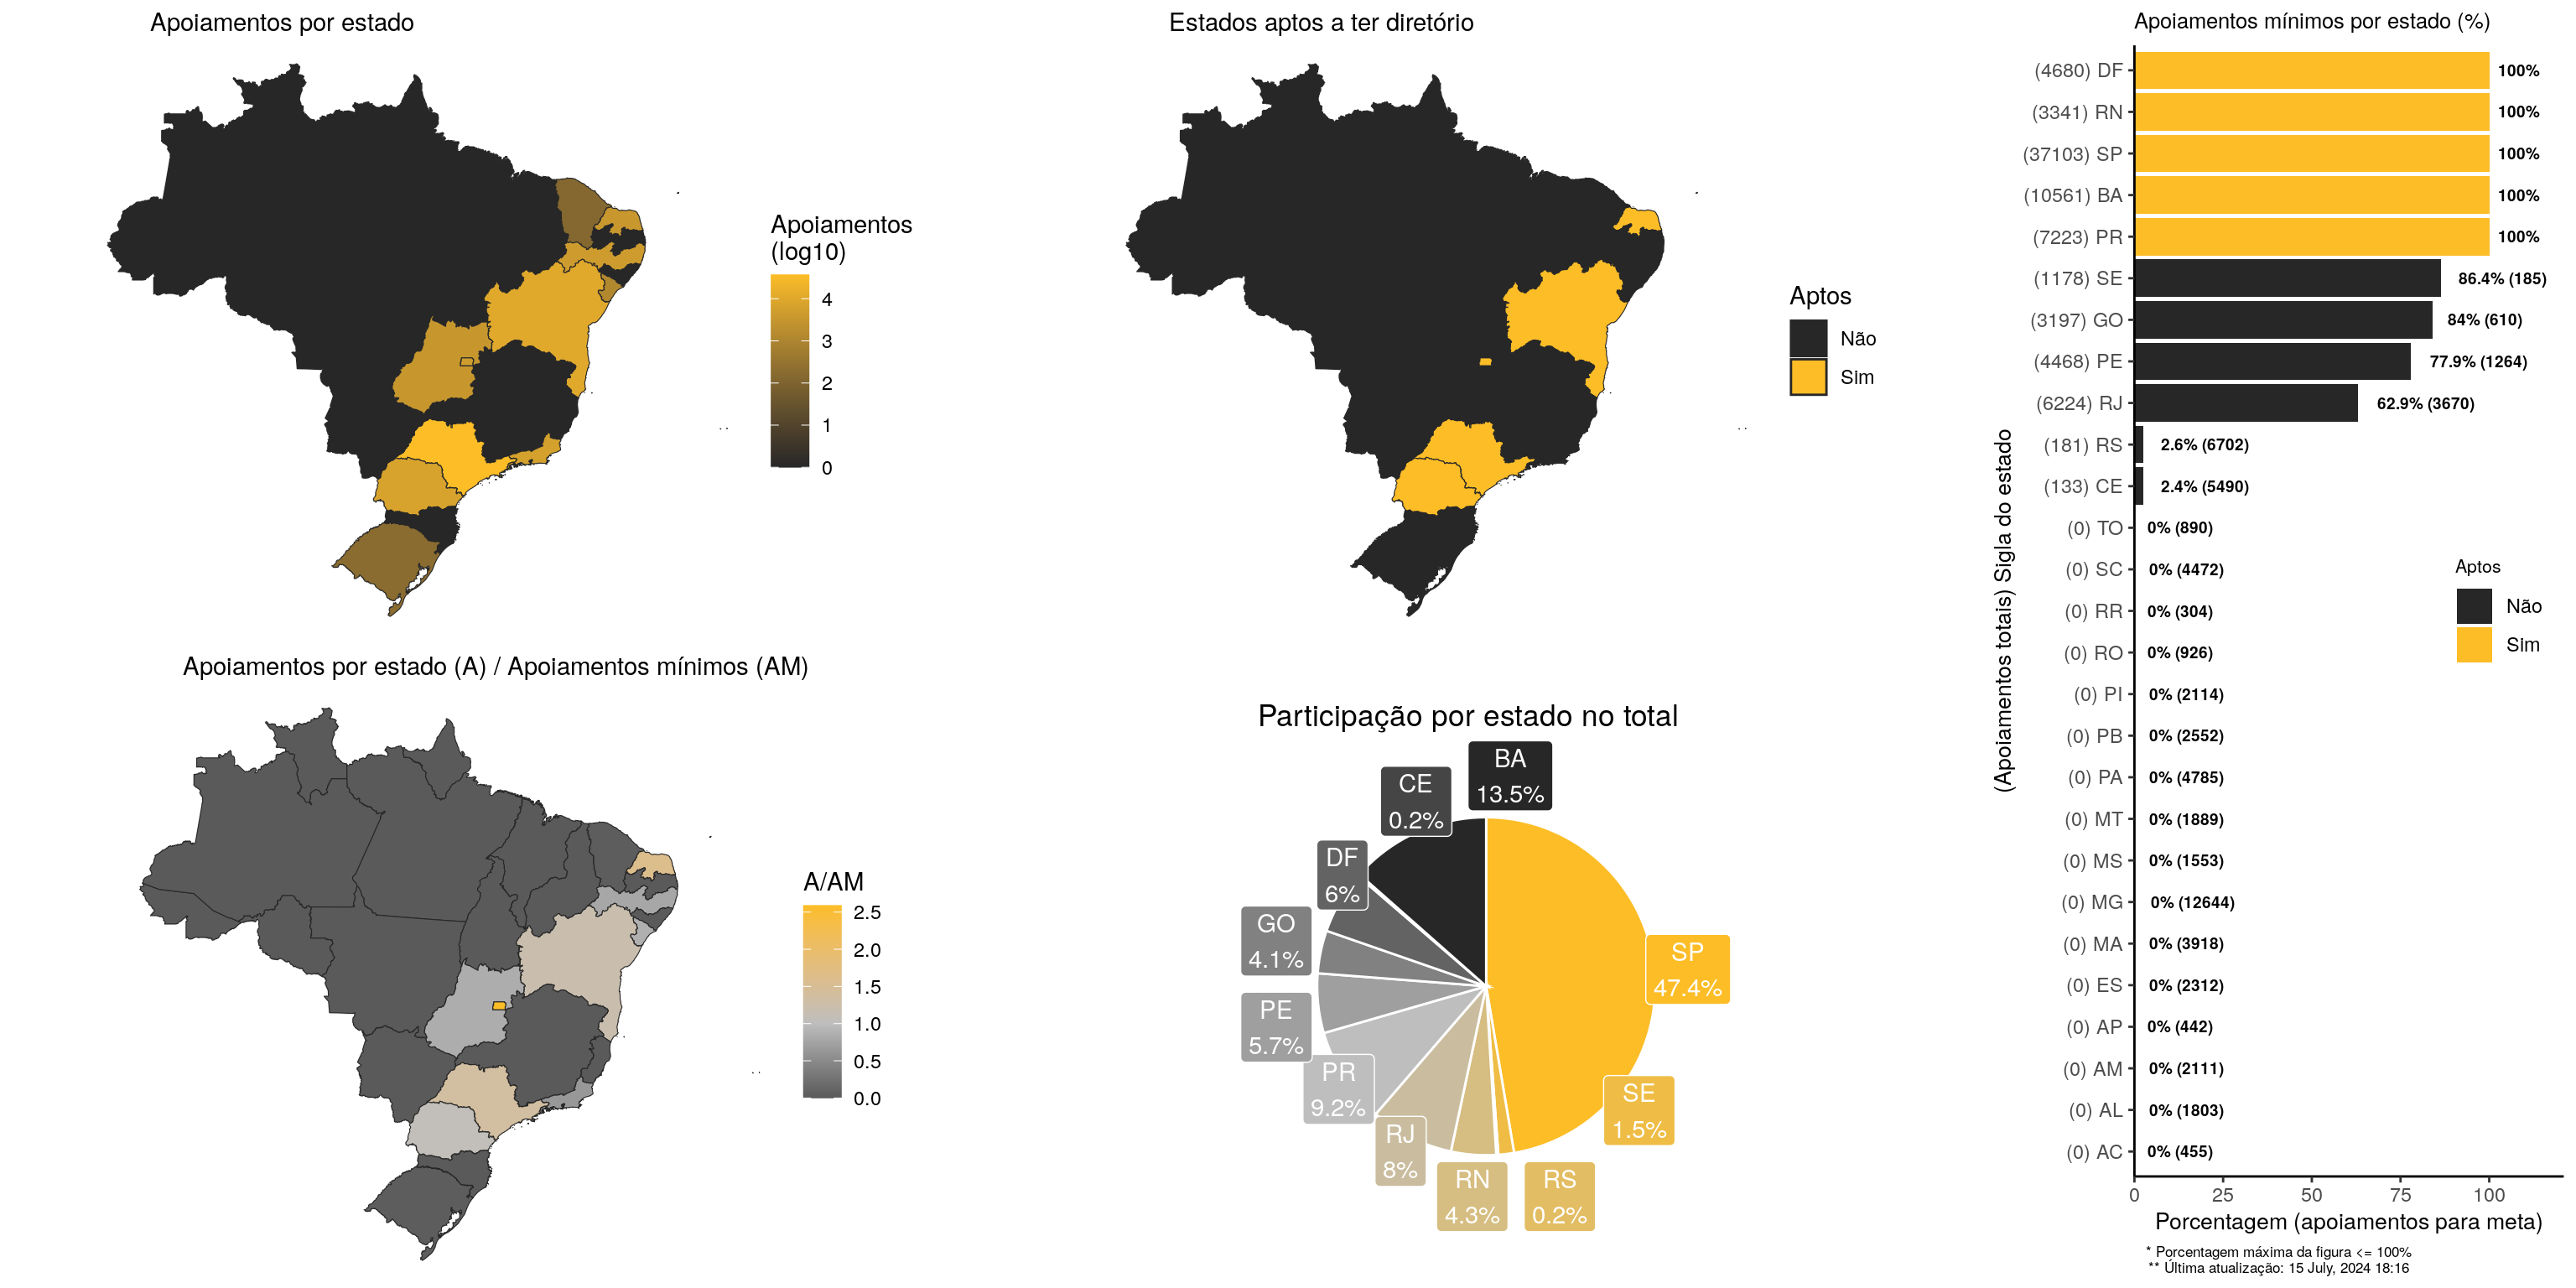 Apoiamentos por estado
Apoiamentos
(log10)
4
3
2
1
0
Estados aptos a ter diretório
Aptos
Não
Sim
Apoiamentos por estado (A) / Apoiamentos mínimos (AM)
A/AM
2.5
2.0
1.5
1.0
0.5
0.0
Participação por estado no total
BA
13.5%
CE
0.2%
DF
6%
GO
4.1%
PE
5.7%
PR
9.2%
RJ
8%
RN
4.3%
RS
0.2%
SE
1.5%
SP
47.4%
Apoiamentos mínimos por estado (%)
(Apoiamentos totais) Sigla do estado
(4680) DF 100%
(3341) RN 100%
(37103) SP 100%
(10561) BA 100%
(7223) PR 100%
(1178) SE 86.4% (185)
(3197) GO 84% (610)
(4468) PE 77.9% (1264)
(6224) RJ 62.9% (3670)
(181) RS 2.6% (6702)
(133) CE 2.4% (5490)
(0) TO 0% (890)
(0) SC 0% (4472)
(0) RR 0% (304)
(0) RO 0% (926)
(0) PI 0% (2114)
(0) PB 0% (2552)
(0) PA 0% (4785)
(0) MT 0% (1889)
(0) MS 0% (1553)
(0) MG 0% (12644)
(0) MA 0% (3918)
(0) ES 0% (2312)
(0) AP 0% (442)
(0) AM 0% (2111)
(0) AL 0% (1803)
(0) AC 0% (455)
Aptos
Não
Sim
0 25 50 75 100
Porcentagem (apoiamentos para meta)
* Porcentagem máxima da figura <= 100%
** Última atualização: 15 July, 2024 18:16